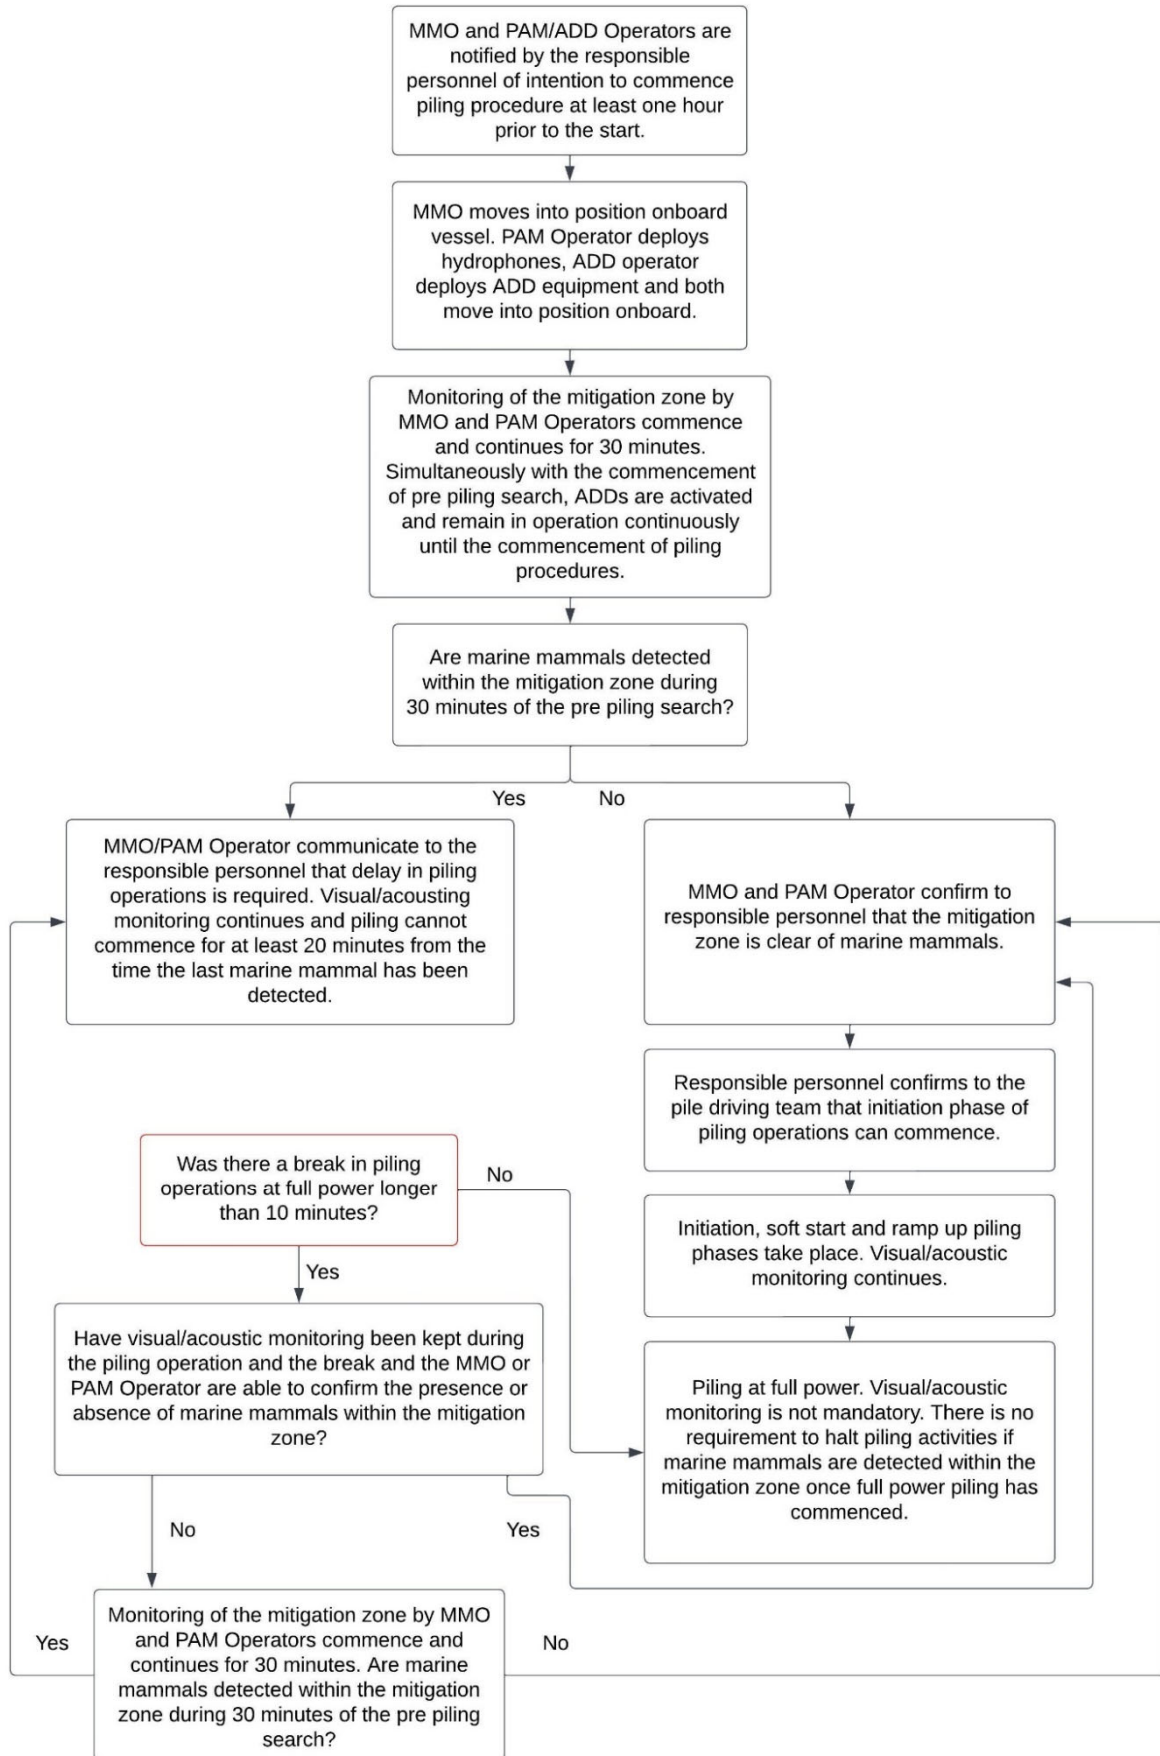 MMO and PAM/ADD Operators are
notified by the responsible
personnel of intention to commence
piling procedure at least one hour
prior to the start.
MMO moves into position onboard
vessel. PAM Operator deploys
hydrophones, ADD operator
deploys ADD equipment and both
move into position onboard.
Monitoring of the mitigation zone by
MMO and PAM Operators commence
and continues for 30 minutes.
Simultaneously with the commencement
of pre piling search, ADDs are activated
and remain in operation continuously
until the commencement of piling
procedures.
Are marine mammals detected
within the mitigation zone during
30 minutes of the pre piling search?
Yes
No
MMO/PAM Operator communicate to the
responsible personnel that delay in piling
operations is required. Visual/acousting
monitoring continues and piling cannot
commence for at least 20 minutes from the
time the last marine mammal has been
detected.
MMO and PAM Operator confirm to
responsible personnel that the mitigation
zone is clear of marine mammals.
Responsible personnel confirms to the
pile driving team that initiation phase of
piling operations can commence.
Initiation, soft start and ramp up piling
phases take place. Visual/acoustic
monitoring continues.
Piling at full power. Visual/acoustic
monitoring is not mandatory. There is no
requirement to halt piling activities if
marine mammals are detected within the
mitigation zone once full power piling has
commenced.
Was there a break in piling
operations at full power longer
than 10 minutes?
No
Yes
Have visual/acoustic monitoring been kept during
the piling operation and the break and the MMO or
PAM Operator are able to confirm the presence or
absence of marine mammals within the mitigation
zone?
No
Yes
Monitoring of the mitigation zone by MMO
and PAM Operators commence and
continues for 30 minutes. Are marine
mammals detected within the mitigation
zone during 30 minutes of the pre piling
search?
Yes
No